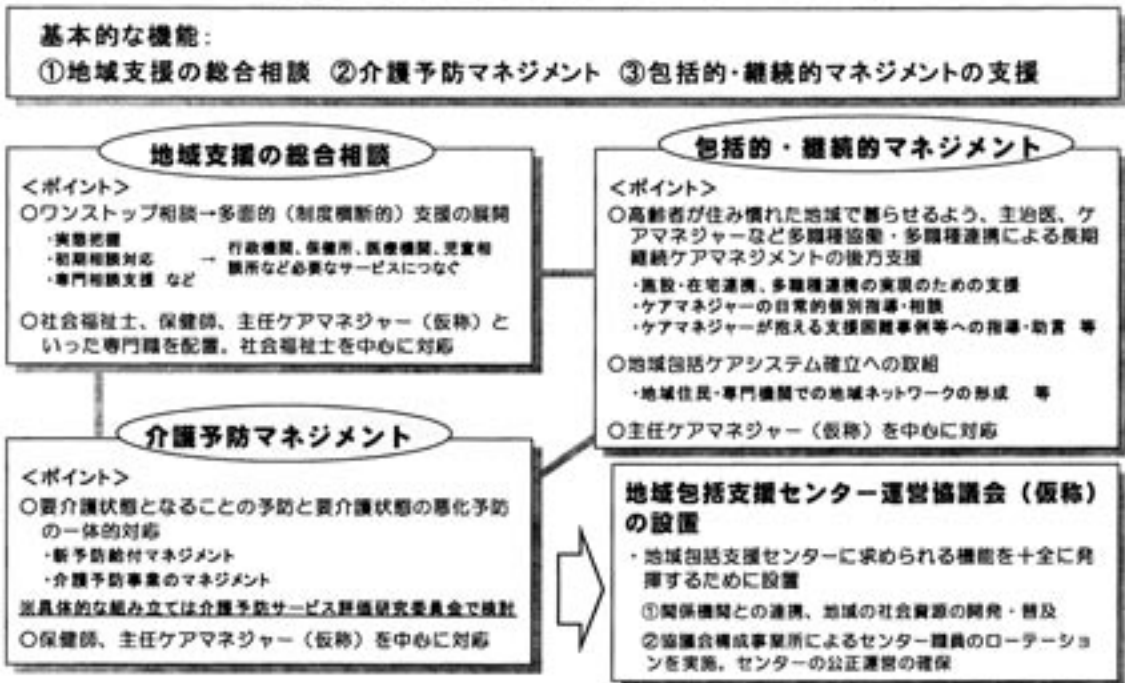 基本的な機能:
①地域支援の総合相談 ②介護予防マネジメント ③包括的・継続的マネジメントの支援
地域支援の総合相談
<ポイント>
○ワンストップ相談→多面的(制度横断的)支援の展開
・実態把握
・初期相談対応
・専門相談支援 など
→ 行政機関、保健所、医療機関、児童相
談所など必要なサービスにつなぐ
○社会福祉士、保健師、主任ケアマネジャー(仮称)と
いった専門職を配置。社会福祉士を中心に対応
包括的・継続的マネジメント
<ポイント>
○高齢者が住み慣れた地域で暮らせるよう、主治医、ケ
アマネジャーなど多職種協働・多職種連携による長期
継続ケアマネジメントの後方支援
・施設・在宅連携、多職種連携の実現のための支援
・ケアマネジャーの日常的個別指導・相談
・ケアマネジャーが抱える支援困難事例等への指導・助言 等
○地域包括ケアシステム確立への取組
・地域住民・専門機関での地域ネットワークの形成 等
○主任ケアマネジャー(仮称)を中心に対応
介護予防マネジメント
<ポイント>
○要介護状態となることの予防と要介護状態の悪化予防
の一体的対応
・新予防給付マネジメント
・介護予防事業のマネジメント
※具体的な組み立ては介護予防サービス評価研究委員会で検討
○保健師、主任ケアマネジャー(仮称)を中心に対応
地域包括支援センター運営協議会(仮称)
の設置
・地域包括支援センターに求められる機能を十全に発
揮するために設置
①関係機関との連携、地域の社会資源の開発・普及
②協議会構成事業所によるセンター職員のローテーショ
ンを実施。センターの公正運営の確保